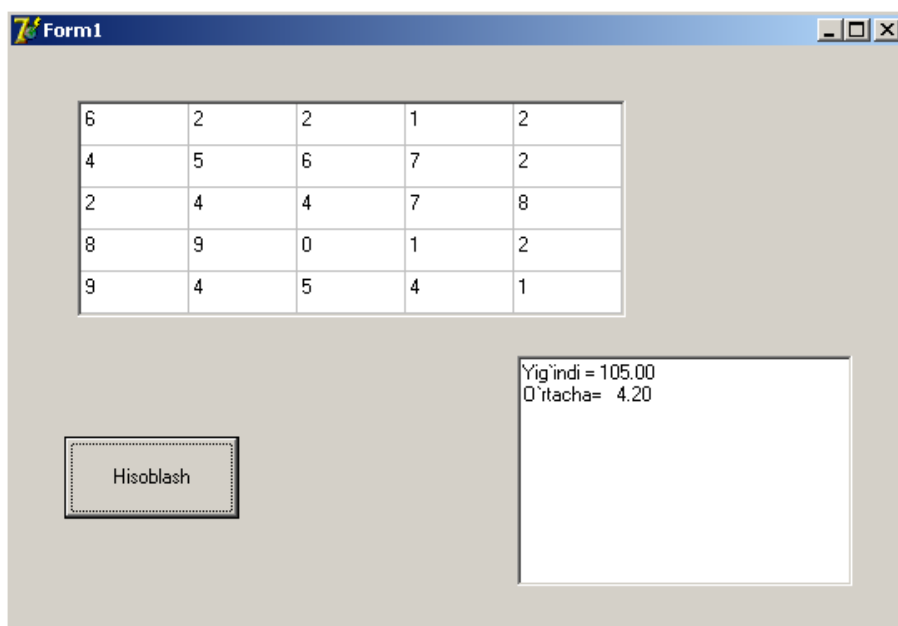 Form1
6 2 2 1 2
4 5 6 7 2
2 4 4 7 8
8 9 0 1 2
9 4 5 4 1
Yig`indi = 105.00
O`rtacha= 4.20
Hisoblash